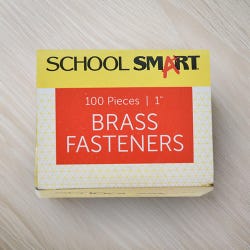 SCHOOL SMART
100 Pieces | 1"
BRASS
FASTENERS